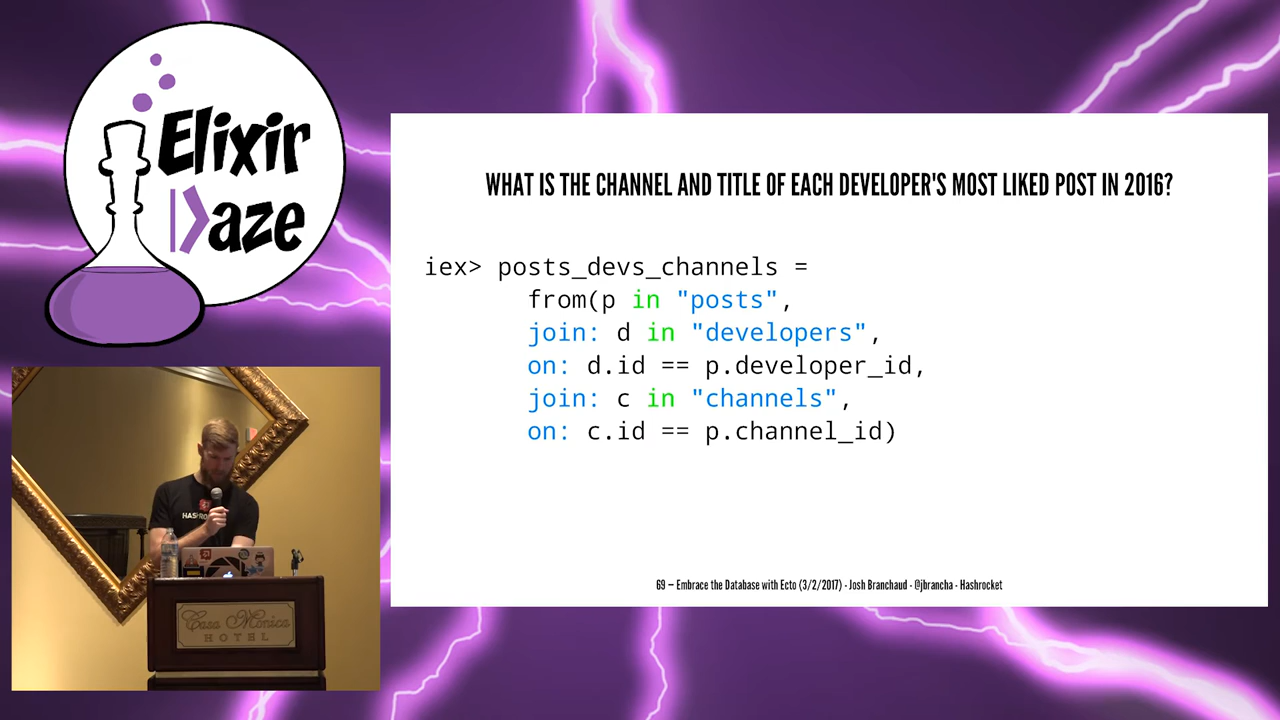 Elixir
Daze
WHAT IS THE CHANNEL AND TITLE OF EACH DEVELOPER'S MOST LIKED POST IN 2016?
iex> posts_devs_channels =
from(p in "posts",
join: d in "developers",
on: d.id == p.developer_id,
join: c in "channels",
on: c.id == p.channel_id)
69 — Embrace the Database with Ecto (3/2/2017) - Josh Branchaud - @jbrancha - Hashrocket
Casa Monica
HOTEL